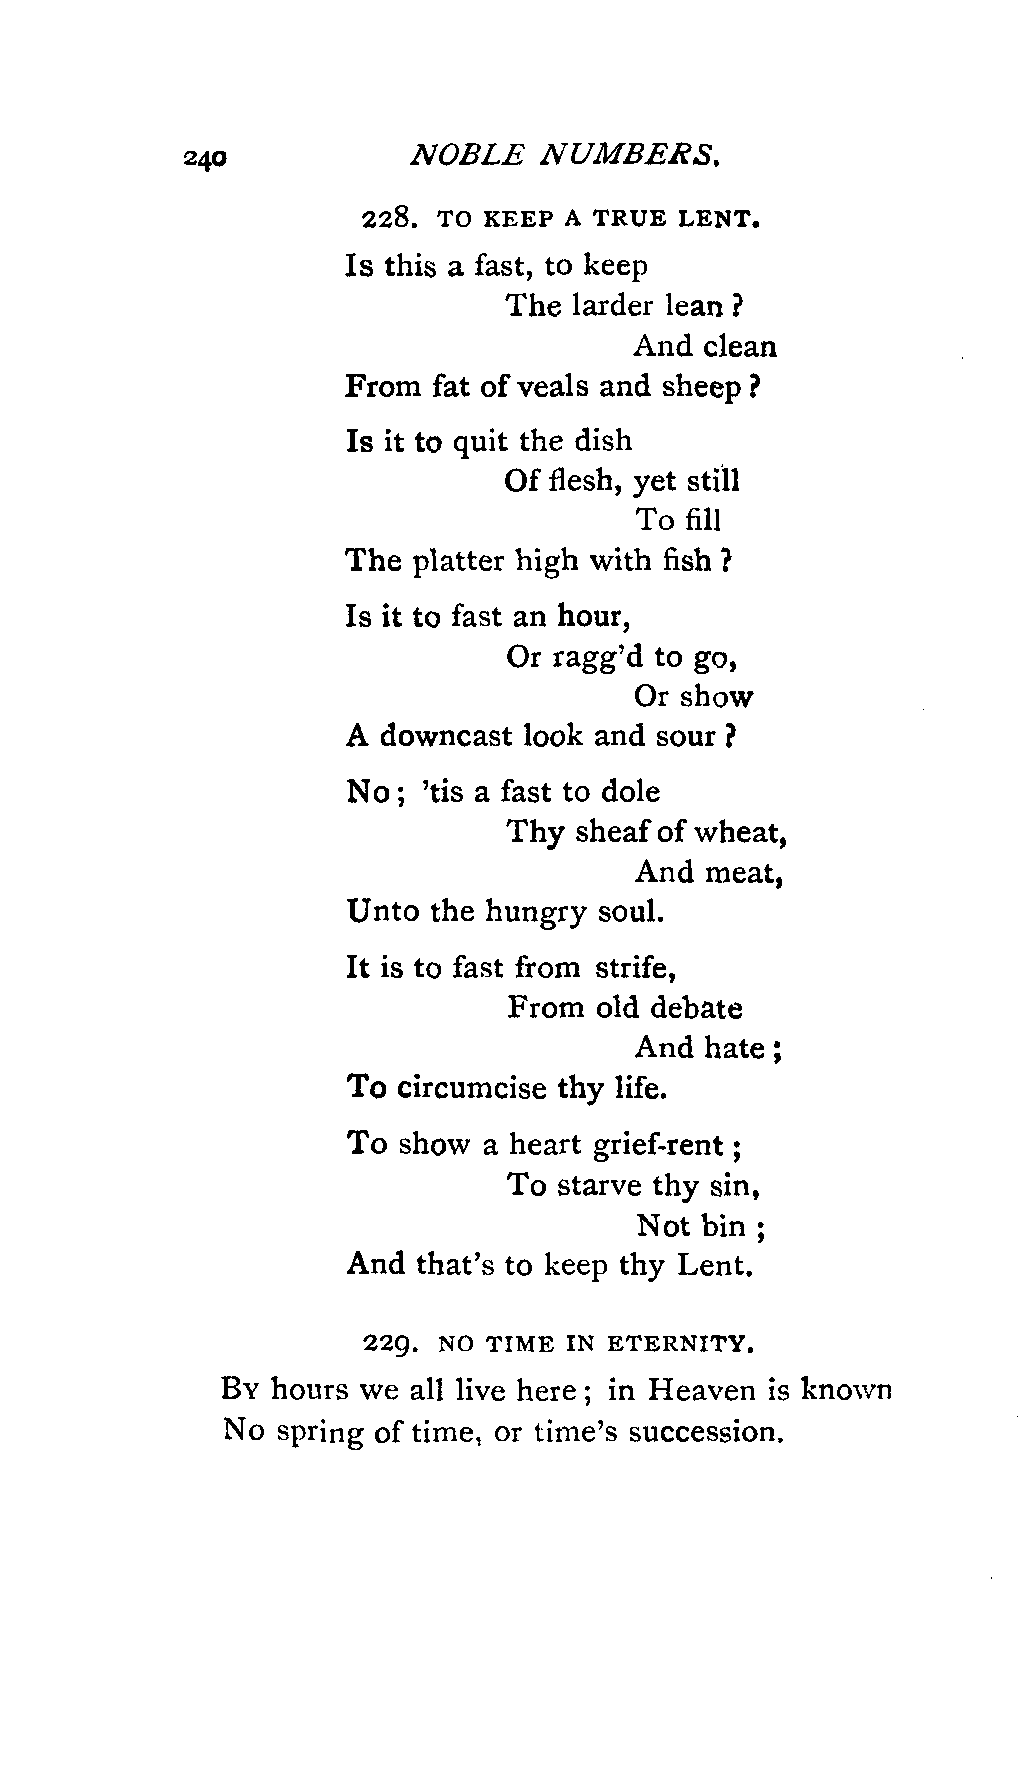 240 NOBLE NUMBERS.
228. TO KEEP A TRUE LENT.
Is this a fast, to keep
The larder lean ?
And clean
From fat of veals and sheep ?
Is it to quit the dish
Of flesh, yet still
To fill
The platter high with fish ?
Is it to fast an hour,
Or ragg'd to go,
Or show
A downcast look and sour ?
No ; 'tis a fast to dole
Thy sheaf of wheat,
And meat,
Unto the hungry soul.
It is to fast from strife,
From old debate
And hate ;
To circumcise thy life.
To show a heart grief-rent ;
To starve thy sin,
Not bin ;
And that's to keep thy Lent.
229. NO TIME IN ETERNITY.
By hours we all live here ; in Heaven is known
No spring of time, or time's succession.